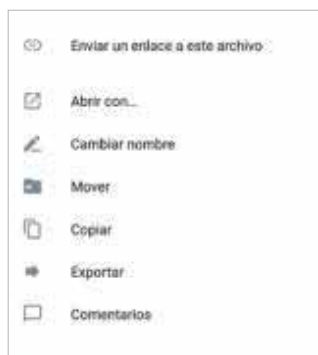 Enviar un enlace a este archivo
Abrir con...
Cambiar nombre
Mover
Copiar
Exportar
Comentarios